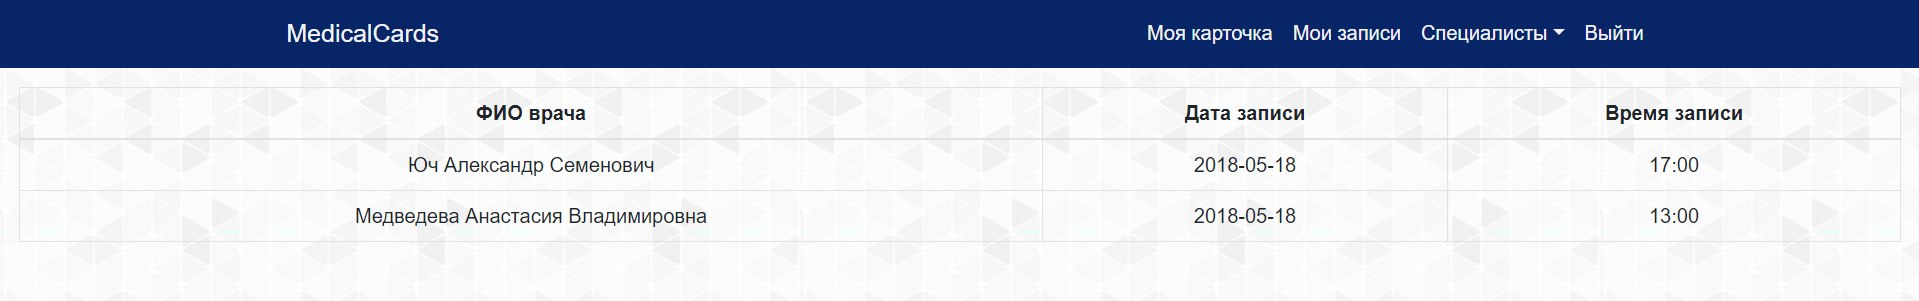 MedicalCards Моя карточка Мои записи Специалисты Выйти
ФИО врача Дата записи Время записи
Юч Александр Семенович 2018-05-18 17:00
Медведева Анастасия Владимировна 2018-05-18 13:00